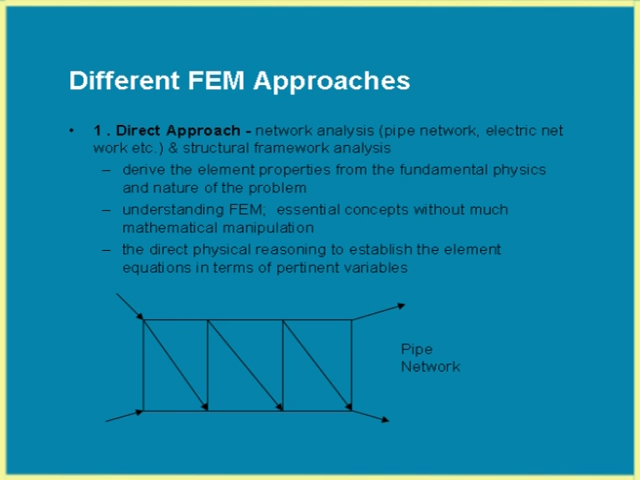 Different FEM Approaches
• 1 . Direct Approach - network analysis (pipe network, electric net
work etc.) & structural framework analysis
– derive the element properties from the fundamental physics
and nature of the problem
– understanding FEM;  essential concepts without much
mathematical manipulation
– the direct physical reasoning to establish the element
equations in terms of pertinent variables
Pipe
Network